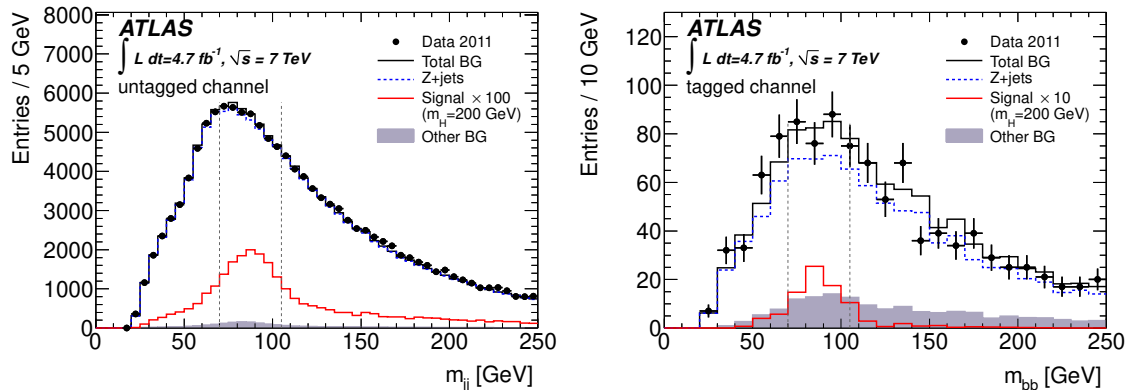 ATLAS
∫ L dt=4.7 fb⁻¹, √s = 7 TeV
untagged channel
Data 2011
Total BG
Z+jets
Signal × 100
(m_H=200 GeV)
Other BG
Entries / 5 GeV
8000
7000
6000
5000
4000
3000
2000
1000
0
0 50 100 150 200 250
m_jj [GeV]
ATLAS
∫ L dt=4.7 fb⁻¹, √s = 7 TeV
tagged channel
Data 2011
Total BG
Z+jets
Signal × 10
(m_H=200 GeV)
Other BG
Entries / 10 GeV
120
100
80
60
40
20
0
0 50 100 150 200 250
m_bb [GeV]